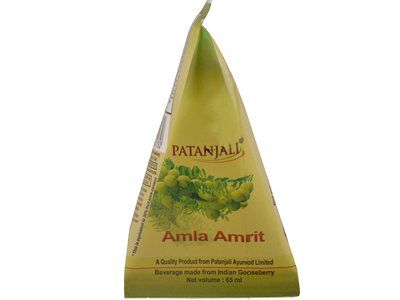 PATANJALI
Amla Amrit
A Quality Product from Patanjali Ayurved Limited
Beverage made from Indian Gooseberry
Net volume : 65 ml